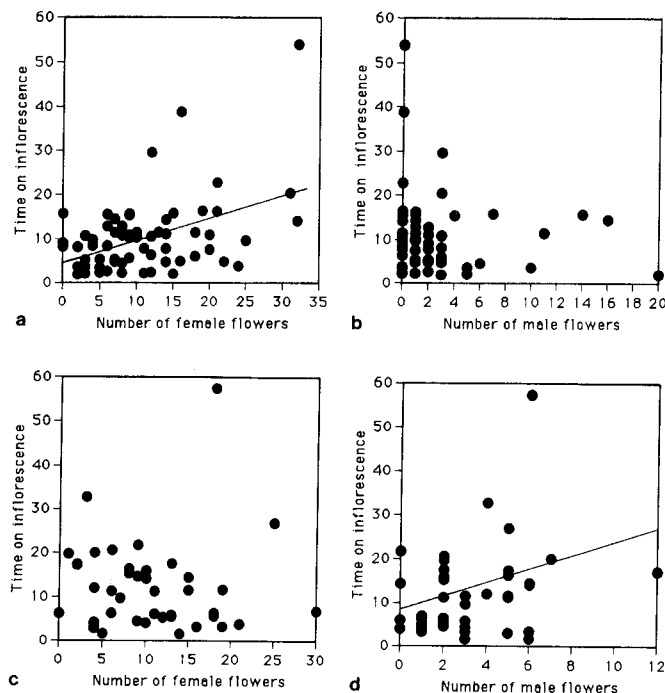 60
50
40
30
20
10
0
Time on inflorescence
0 5 10 15 20 25 30 35
a Number of female flowers
60
50
40
30
20
10
0
Time on inflorescence
0 2 4 6 8 10 12 14 16 18 20
b Number of male flowers
60
50
40
30
20
10
0
Time on inflorescence
0 5 10 15 20 25 30
c Number of female flowers
60
50
40
30
20
10
0
Time on inflorescence
0 2 4 6 8 10 12
d Number of male flowers